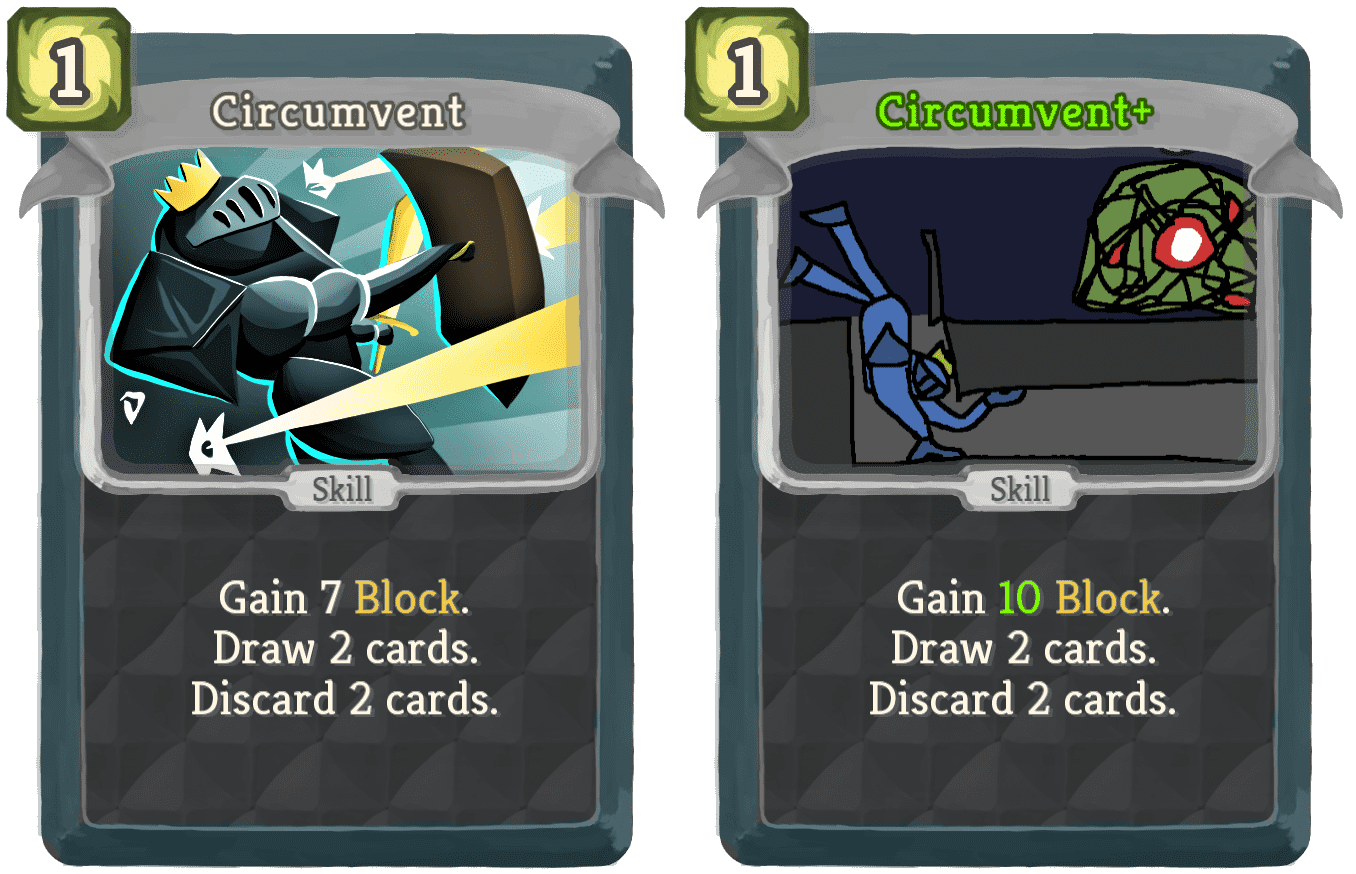 1
Circumvent
Skill
Gain 7 Block.
Draw 2 cards.
Discard 2 cards.
1
Circumvent+
Skill
Gain 10 Block.
Draw 2 cards.
Discard 2 cards.